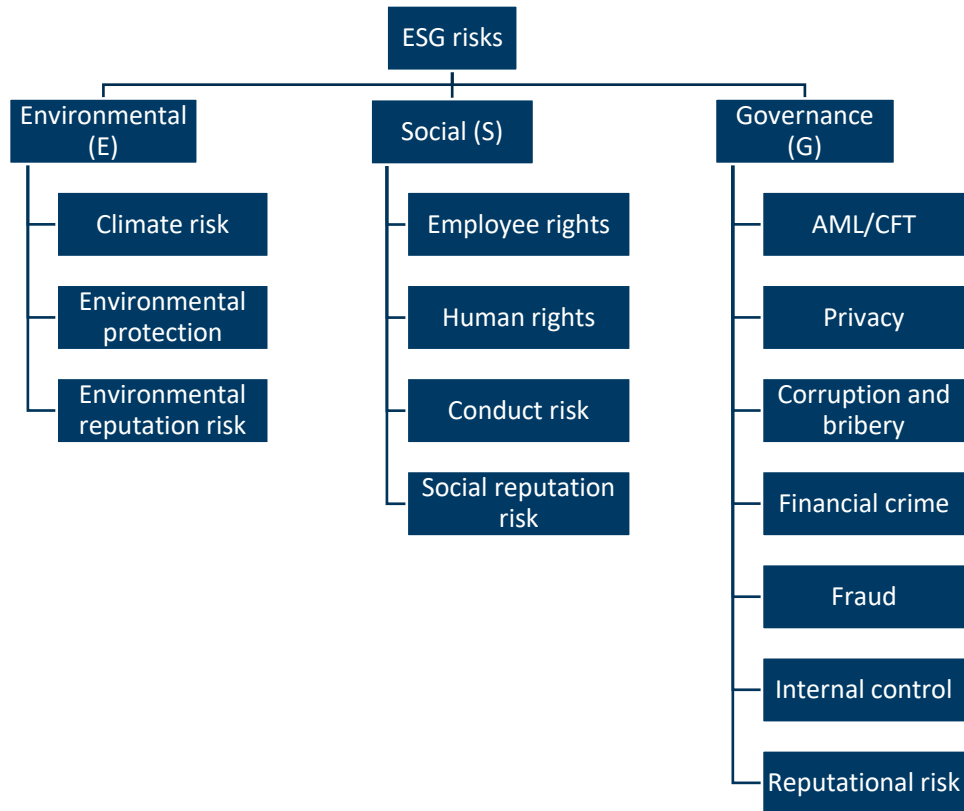 ESG risks
Environmental
(E)
Climate risk
Environmental
protection
Environmental
reputation risk
Social (S)
Employee rights
Human rights
Conduct risk
Social reputation
risk
Governance
(G)
AML/CFT
Privacy
Corruption and
bribery
Financial crime
Fraud
Internal control
Reputational risk